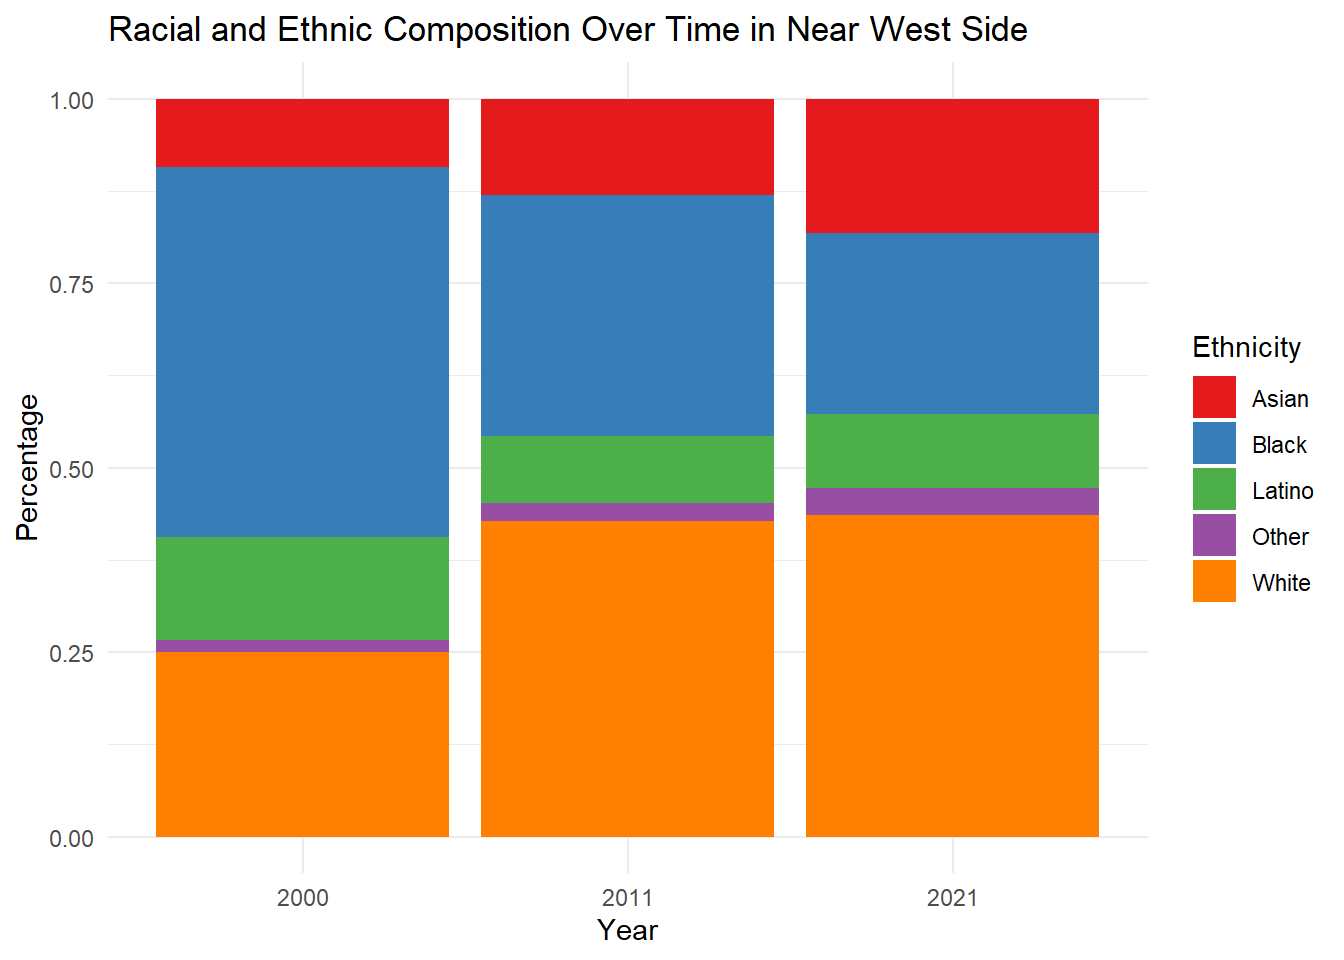 Racial and Ethnic Composition Over Time in Near West Side
1.00
0.75
0.50
0.25
0.00
Percentage
2000
2011
2021
Year
Ethnicity
Asian
Black
Latino
Other
White